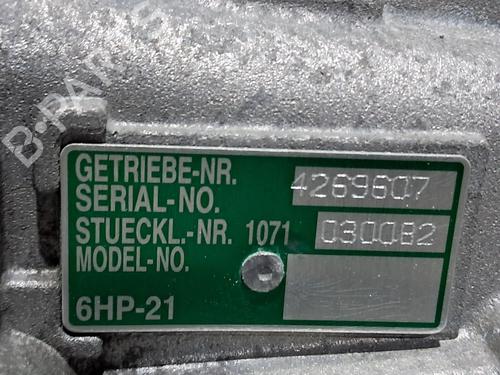 B-PARTS
GETRIEBE-NR.
SERIAL-NO. 4269607
STUECKL.-NR. 1071 030082
MODEL-NO.
6HP-21